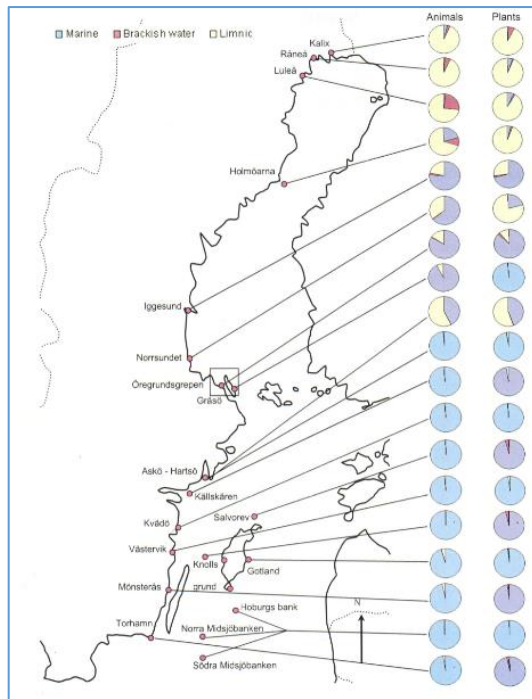 Marine Brackish water Limnic
Animals Plants
Kalix
Råneå
Luleå
Holmöarna
Iggesund
Norrsundet
Öregrundsgrepen
Gräsö
Askö - Hartsö
Källskären
Salvorev
Kvädö
Västervik
Knolls
grund
Gotland
Mönsterås
Hoburgs bank
N
Torhamn
Norra Midsjöbanken
Södra Midsjöbanken